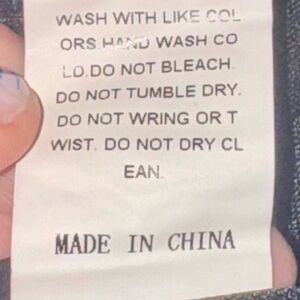 WASH WITH LIKE COL
ORS.HAND WASH CO
LD.DO NOT BLEACH.
DO NOT TUMBLE DRY.
DO NOT WRING OR T
WIST. DO NOT DRY CL
EAN.
MADE IN CHINA